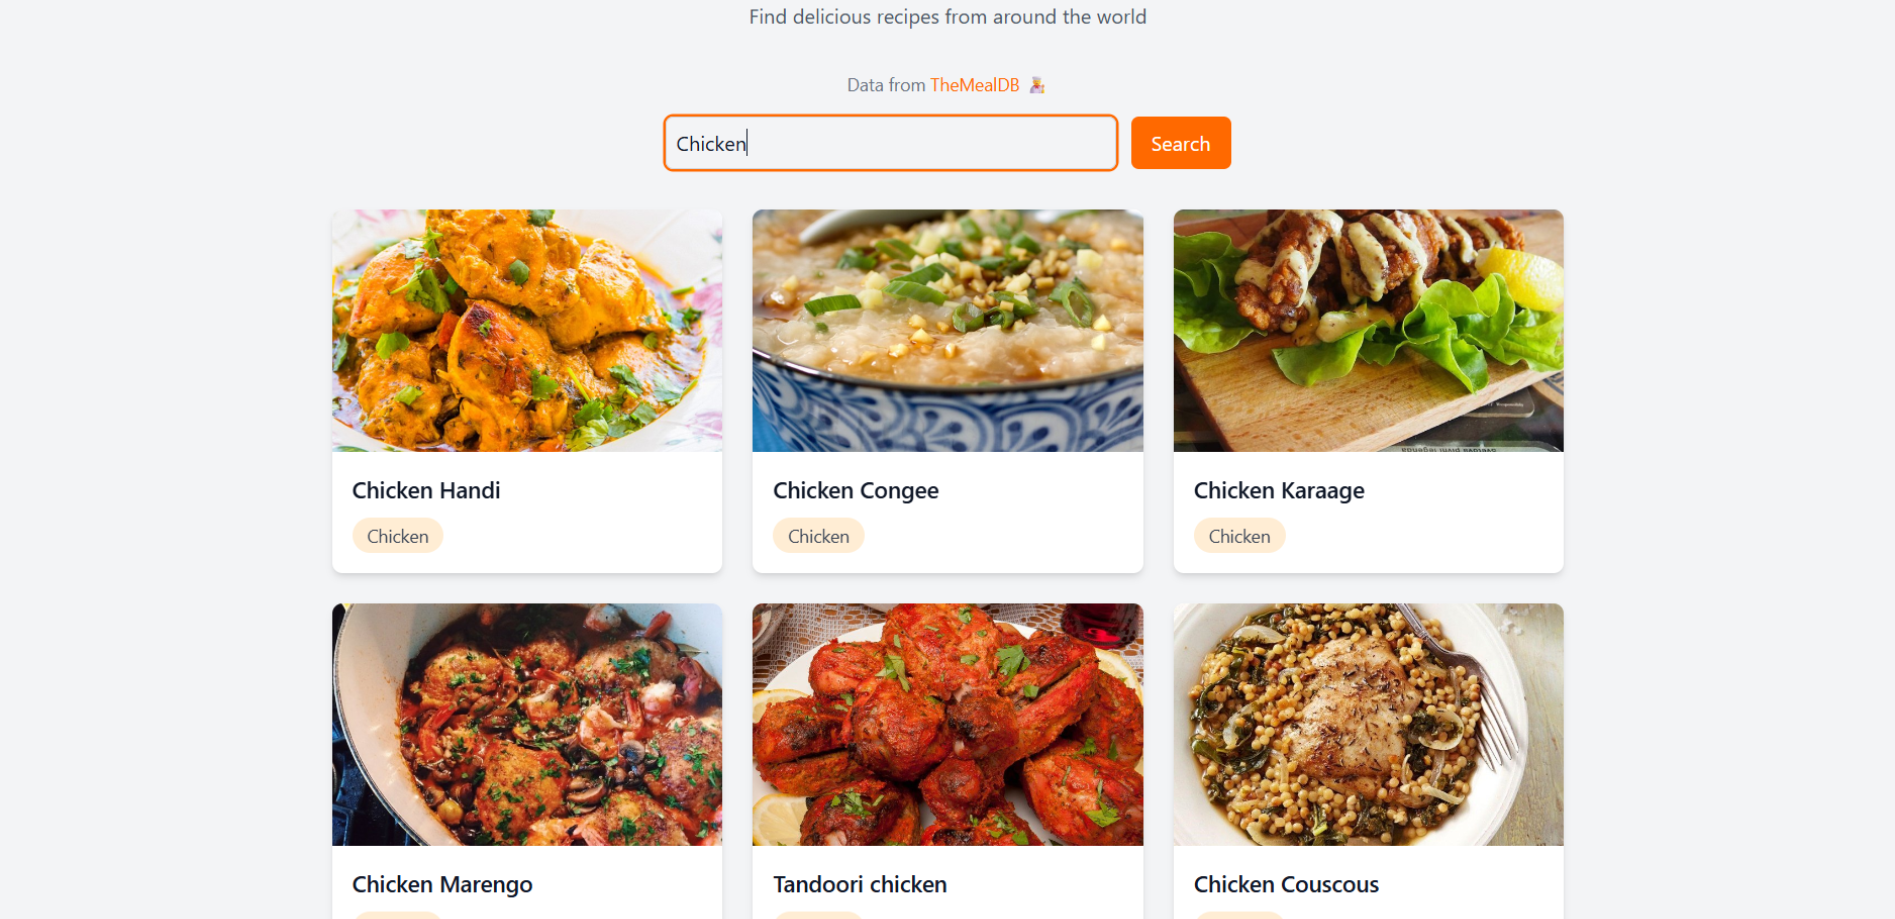 Find delicious recipes from around the world
Data from TheMealDB
Chicken
Search
Chicken Handi
Chicken Congee
Chicken Karaage
Chicken
Chicken
Chicken
Chicken Marengo
Tandoori chicken
Chicken Couscous